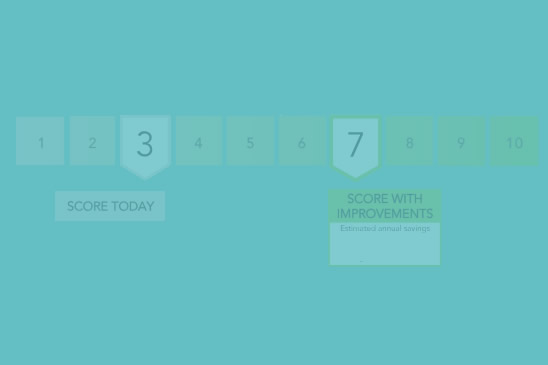 1 2 3 4 5 6 7 8 9 10
SCORE TODAY
SCORE WITH
IMPROVEMENTS
Estimated annual savings